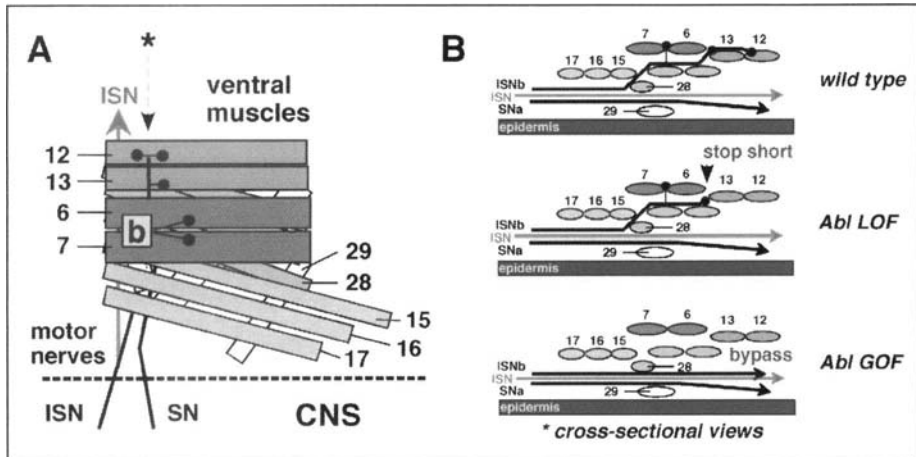 A
*
ISN
ventral
muscles
12
13
6
7
b
29
28
15
16
17
motor
nerves
ISN
SN
CNS
B
7 6 13 12
17 16 15
ISNb
ISN
28
SNa
29
epidermis
wild type
stop short
7 6 13 12
17 16 15
ISNb
ISN
28
SNa
29
epidermis
Abl LOF
7 6 13 12
17 16 15
bypass
ISNb
ISN
28
SNa
29
epidermis
Abl GOF
* cross-sectional views